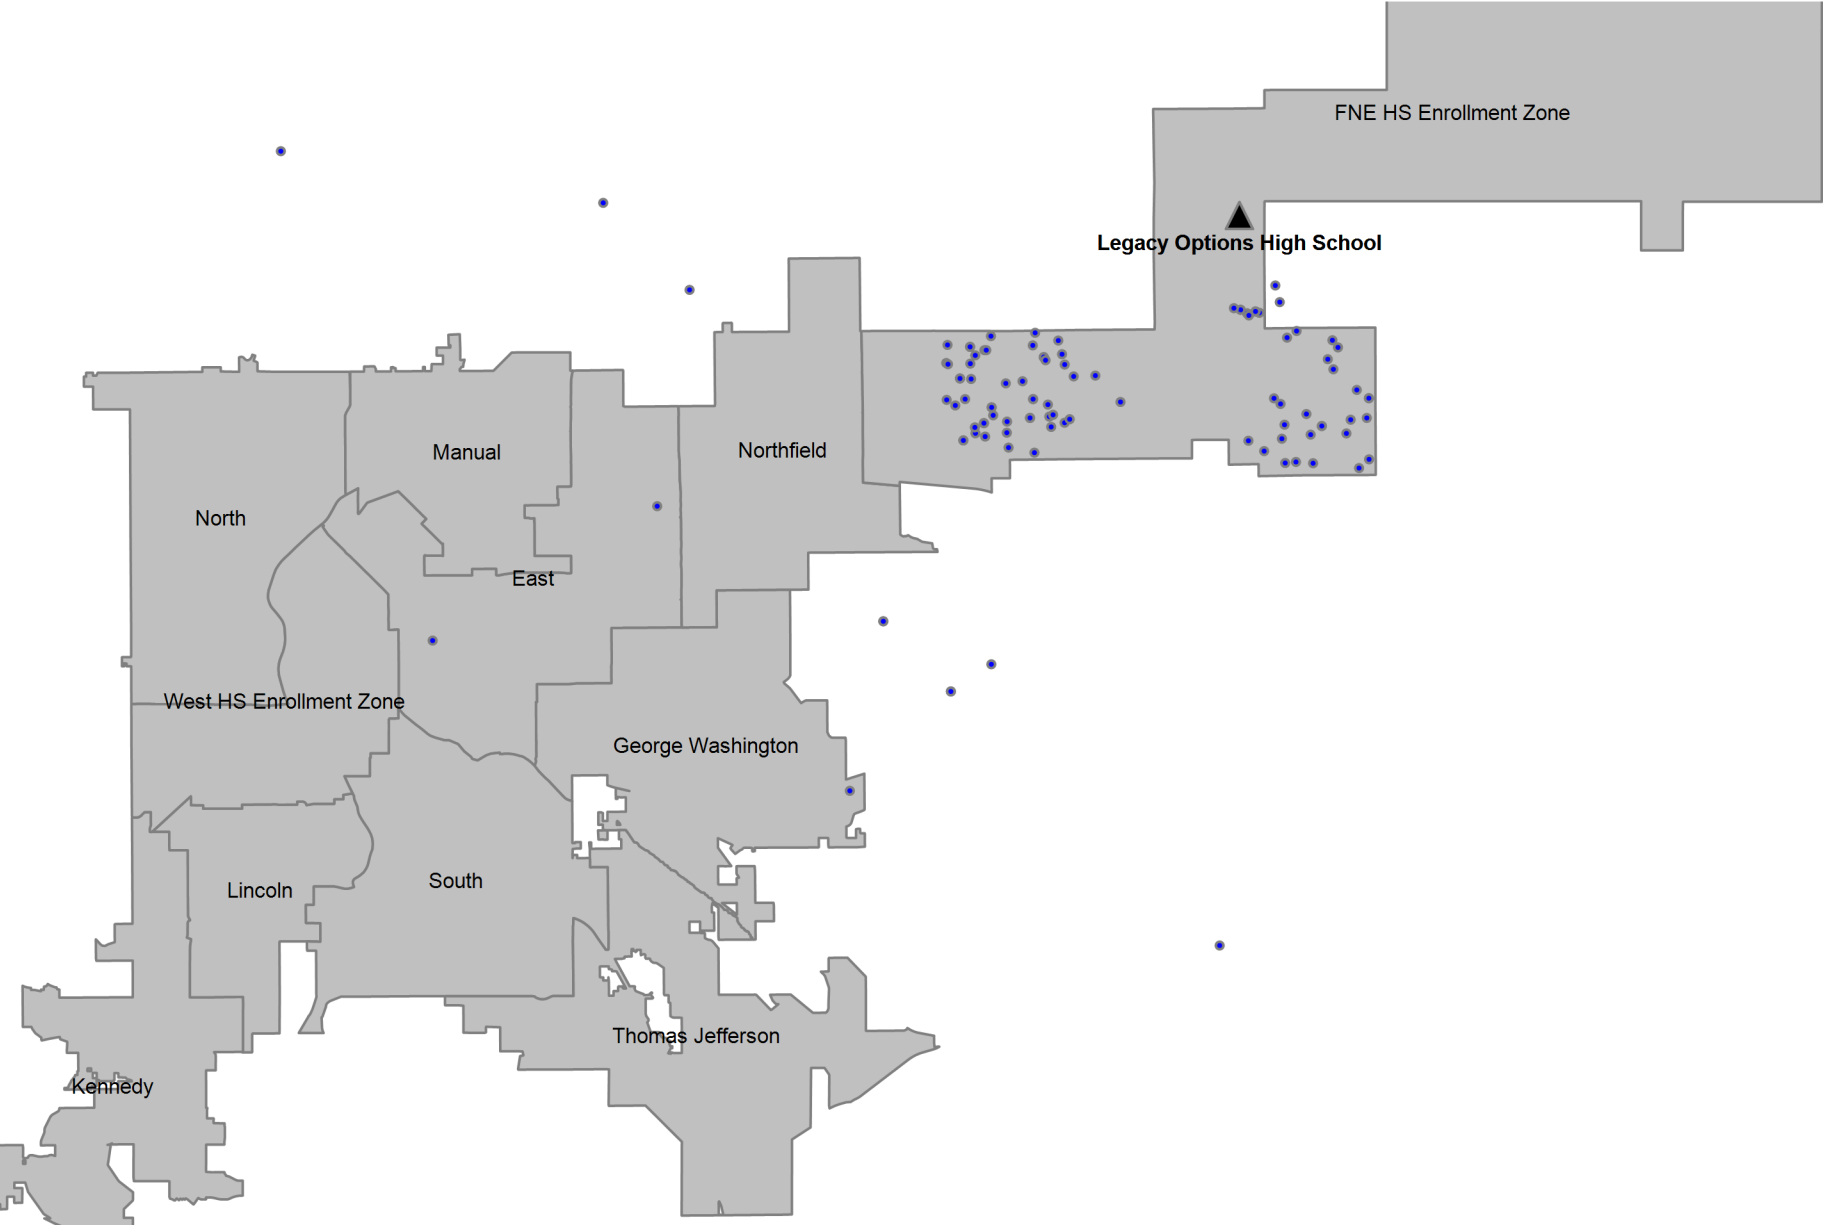 FNE HS Enrollment Zone
Legacy Options High School
Manual
Northfield
North
East
West HS Enrollment Zone
George Washington
South
Lincoln
Thomas Jefferson
Kennedy